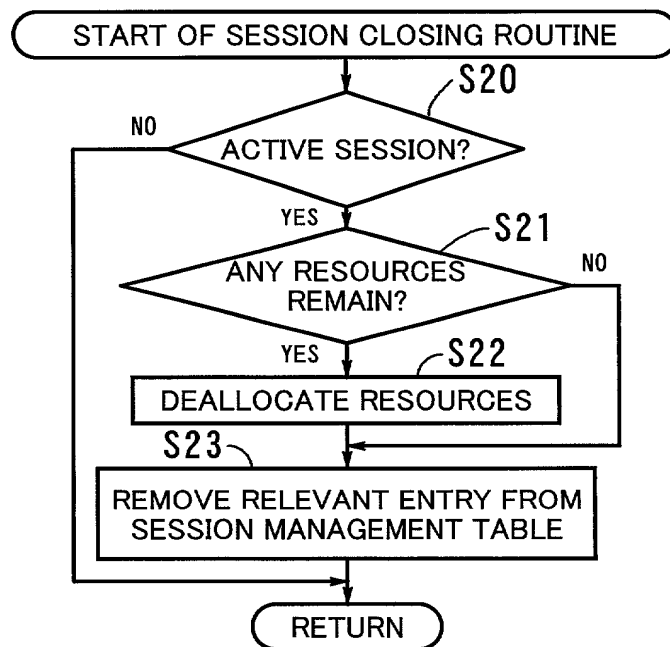 START OF SESSION CLOSING ROUTINE
S20
NO
ACTIVE SESSION?
YES
S21
ANY RESOURCES
REMAIN?
NO
YES
S22
DEALLOCATE RESOURCES
S23
REMOVE RELEVANT ENTRY FROM
SESSION MANAGEMENT TABLE
RETURN